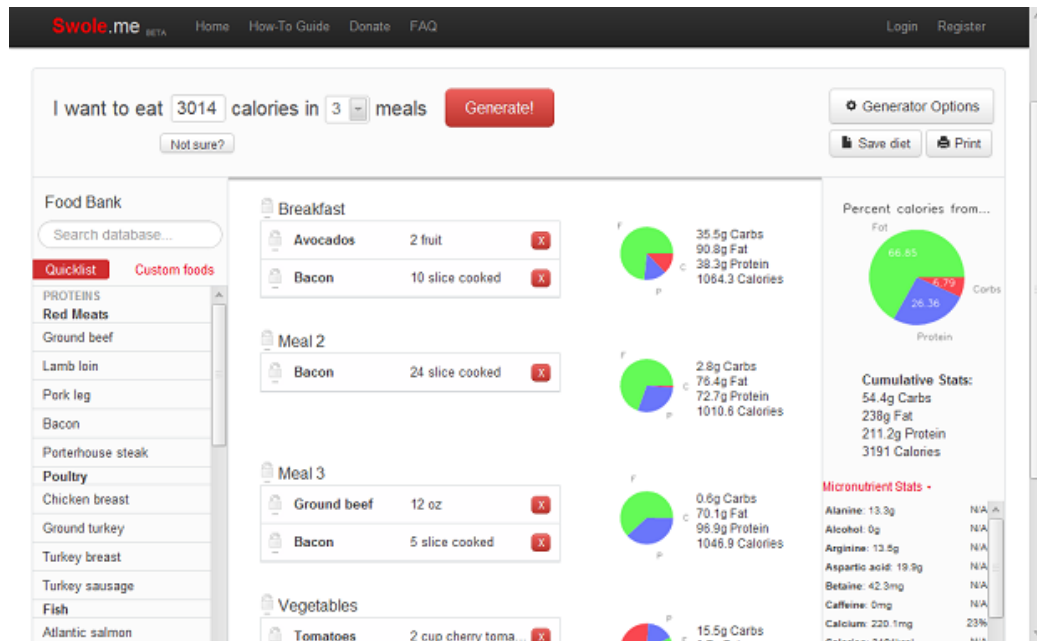 Swole.me BETA Home How-To Guide Donate FAQ Login Register
I want to eat 3014 calories in 3 meals Generate!
Not sure?
Generator Options
Save diet Print
Food Bank
Search database...
Quicklist Custom foods
PROTEINS
Red Meats
Ground beef
Lamb loin
Pork leg
Bacon
Porterhouse steak
Poultry
Chicken breast
Ground turkey
Turkey breast
Turkey sausage
Fish
Atlantic salmon
Breakfast
Avocados 2 fruit X
Bacon 10 slice cooked X
F
C
P
35.5g Carbs
90.8g Fat
38.3g Protein
1064.3 Calories
Meal 2
Bacon 24 slice cooked X
F
C
P
2.8g Carbs
76.4g Fat
72.7g Protein
1010.6 Calories
Meal 3
Ground beef 12 oz X
Bacon 5 slice cooked X
F
C
P
0.6g Carbs
70.1g Fat
96.9g Protein
1046.9 Calories
Vegetables
Tomatoes 2 cup cherry toma... X
P
F
C
15.5g Carbs
Percent calories from...
Fat
66.85
6.79
Carbs
26.36
Protein
Cumulative Stats:
54.4g Carbs
238g Fat
211.2g Protein
3191 Calories
Micronutrient Stats -
Alanine: 13.3g N/A
Alcohol: 0g N/A
Arginine: 13.5g N/A
Aspartic acid: 19.9g N/A
Betaine: 42.3mg N/A
Caffeine: 0mg N/A
Calcium: 220.1mg 23%